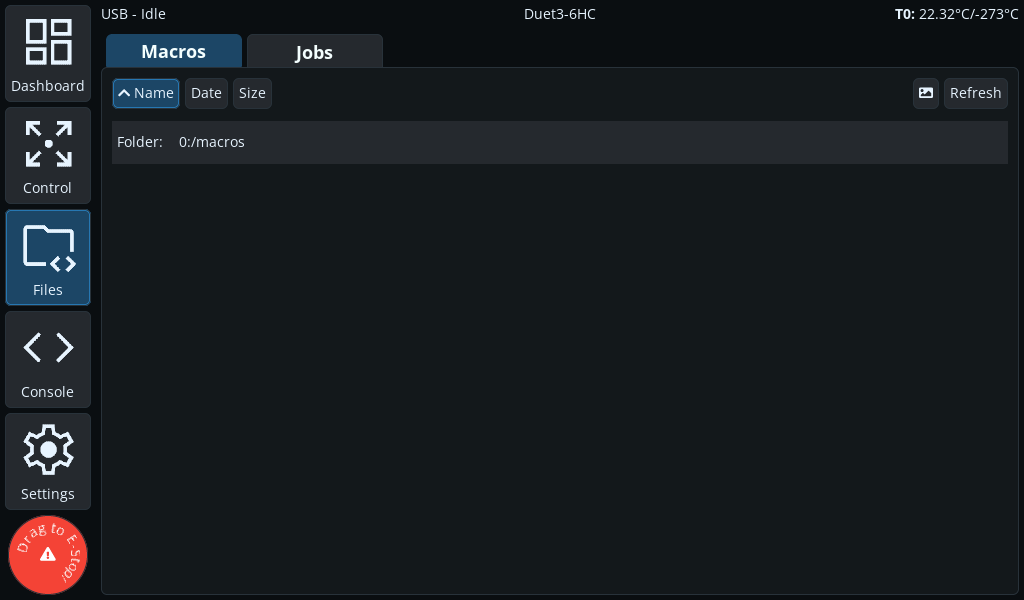 USB - Idle
Duet3-6HC
T0: 22.32°C/-273°C
Dashboard
Control
Files
Console
Settings
Drag to E-Stop!
Macros
Jobs
Name
Date
Size
Refresh
Folder: 0:/macros